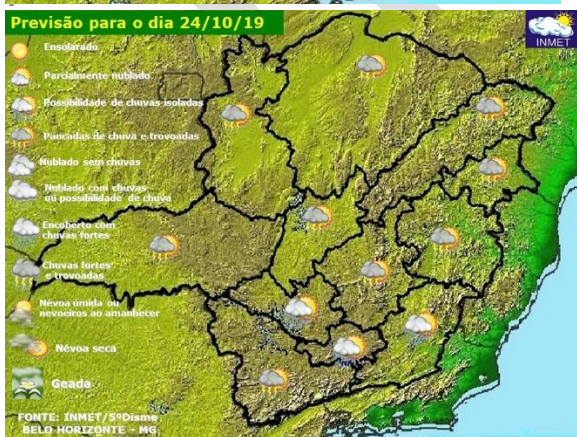 Previsão para o dia 24/10/19
INMET
Ensolarado
Parcialmente nublado
Possibilidade de chuvas isoladas
Pancadas de chuva e trovoadas
Nublado sem chuvas
Nublado com chuvas
ou possibilidade de chuva
Encoberto com
chuvas fortes
Chuvas fortes
e trovoadas
Névoa úmida ou
nevoeiros ao amanhecer
Névoa seca
Geada
FONTE: INMET/5ºDisme
BELO HORIZONTE - MG